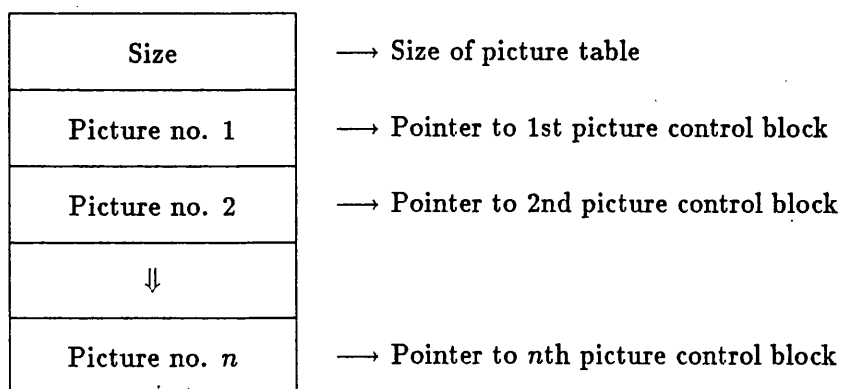 Size ⟶ Size of picture table
Picture no. 1 ⟶ Pointer to 1st picture control block
Picture no. 2 ⟶ Pointer to 2nd picture control block
⇓
Picture no. n ⟶ Pointer to nth picture control block